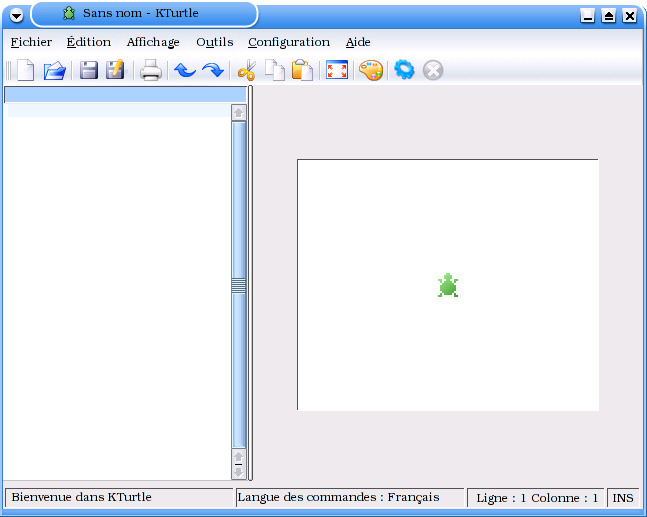 Sans nom - KTurtle
Fichier Édition Affichage Outils Configuration Aide
Bienvenue dans KTurtle Langue des commandes : Français Ligne : 1 Colonne : 1 INS